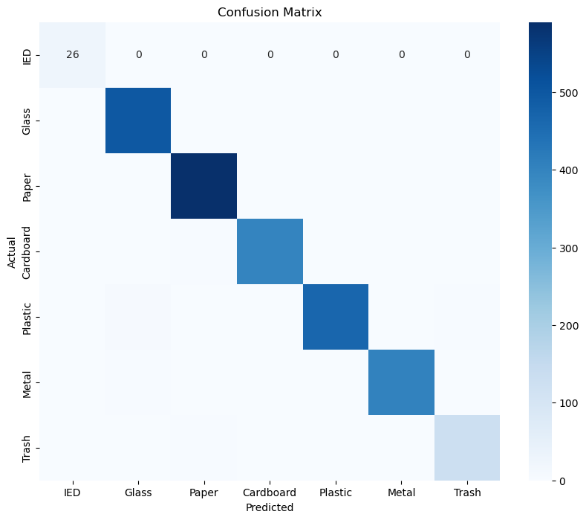 Confusion Matrix
IED
26 0 0 0 0 0 0
Glass
Paper
Cardboard
Plastic
Metal
Trash
Actual
IED Glass Paper Cardboard Plastic Metal Trash
Predicted
500
400
300
200
100
0